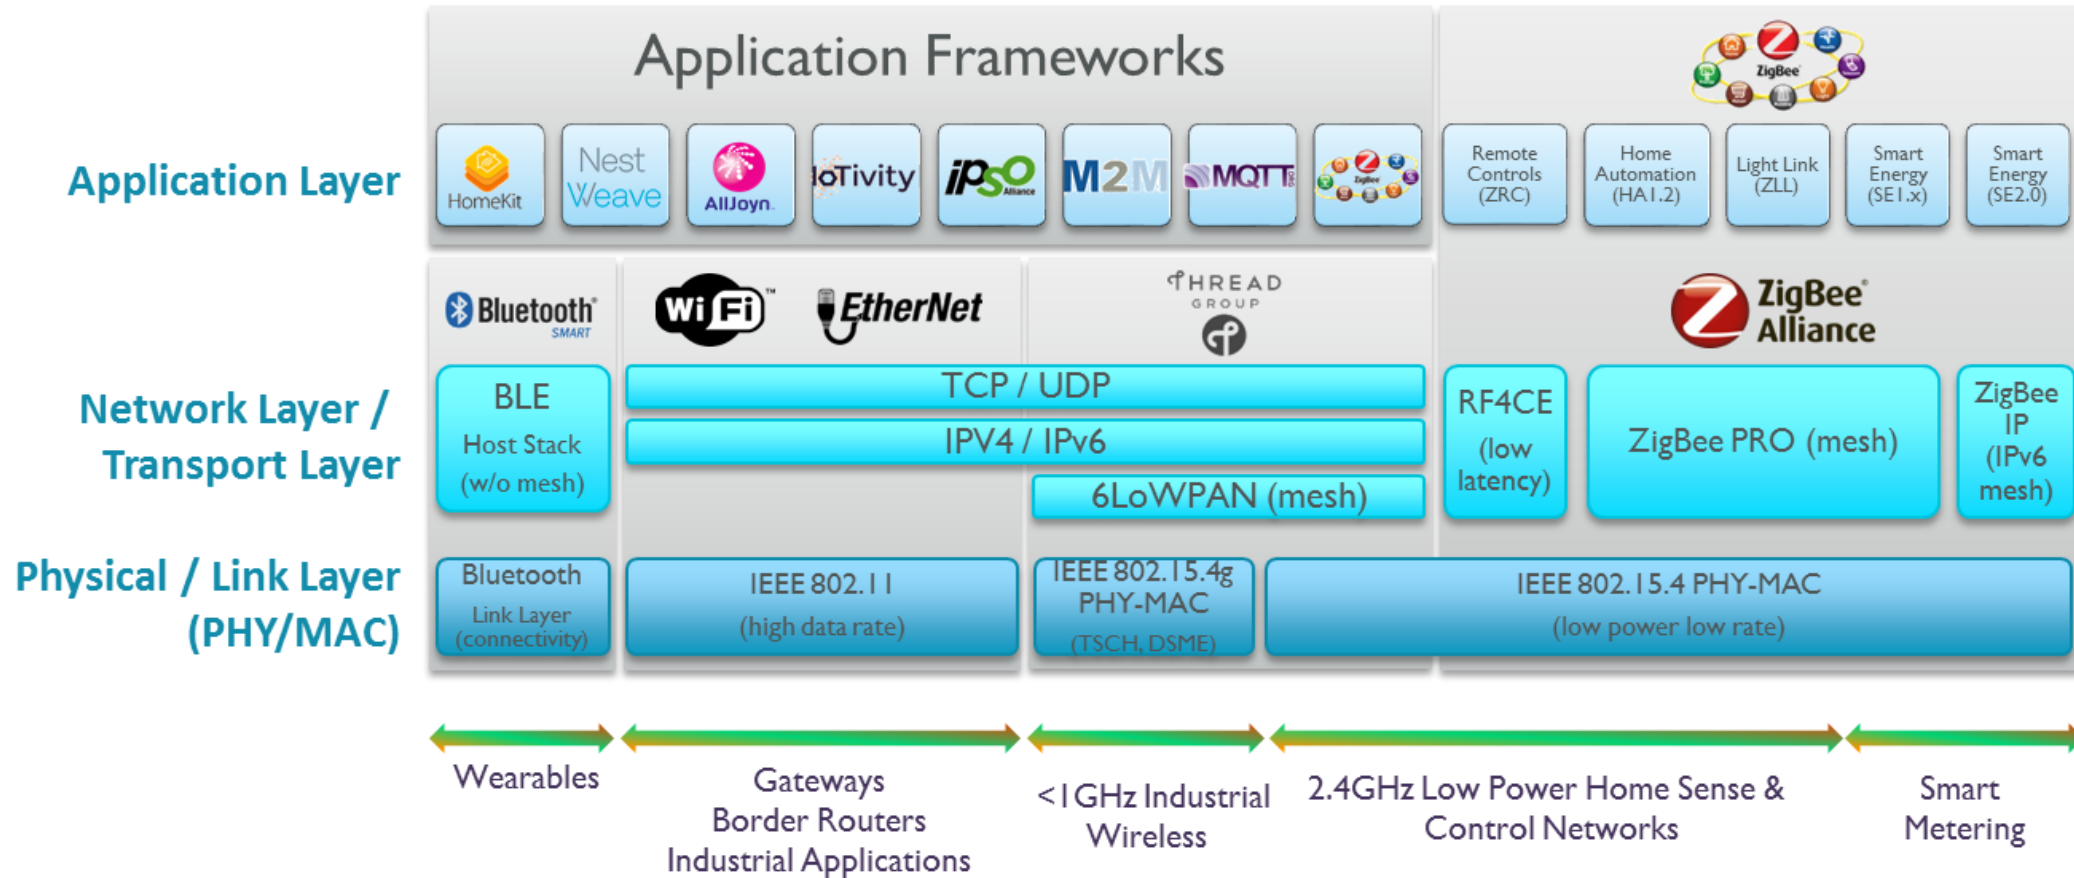 Application Frameworks
ZigBee
Application Layer
HomeKit
Nest
Weave
AllJoyn.
IoTivity
iPSO
Alliance
M2M
MQTT
.ORG
ZigBee
Remote
Controls
(ZRC)
Home
Automation
(HA1.2)
Light Link
(ZLL)
Smart
Energy
(SE1.x)
Smart
Energy
(SE2.0)
Bluetooth®
SMART
Wi Fi™
EtherNet
THREAD
GROUP
ZigBee®
Alliance
Network Layer /
Transport Layer
BLE
Host Stack
(w/o mesh)
TCP / UDP
IPV4 / IPv6
6LoWPAN (mesh)
RF4CE
(low
latency)
ZigBee PRO (mesh)
ZigBee
IP
(IPv6
mesh)
Physical / Link Layer
(PHY/MAC)
Bluetooth
Link Layer
(connectivity)
IEEE 802.11
(high data rate)
IEEE 802.15.4g
PHY-MAC
(TSCH, DSME)
IEEE 802.15.4 PHY-MAC
(low power low rate)
Wearables
Gateways
Border Routers
Industrial Applications
<1GHz Industrial
Wireless
2.4GHz Low Power Home Sense &
Control Networks
Smart
Metering